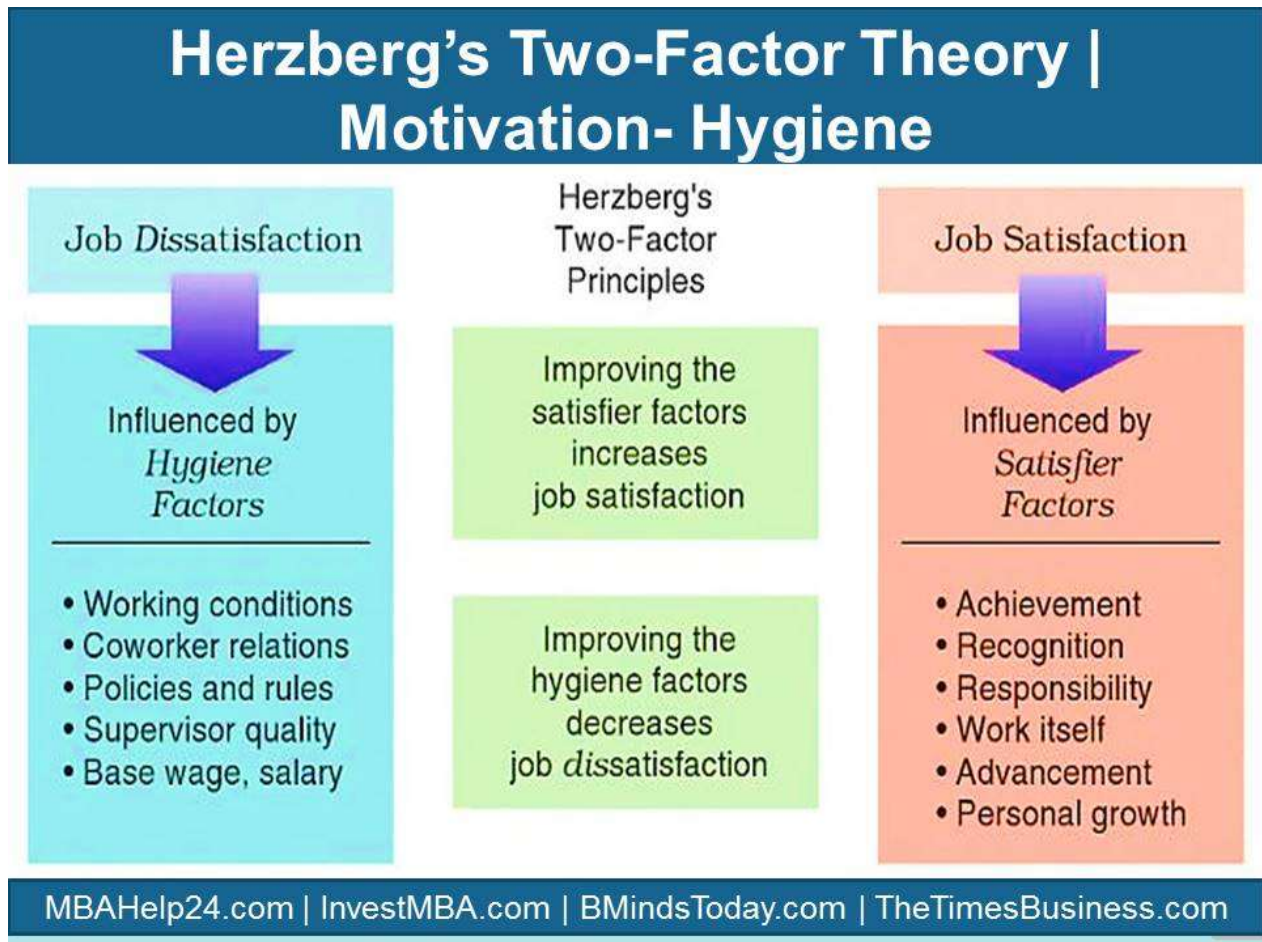 Herzberg's Two-Factor Theory |
Motivation- Hygiene
Job Dissatisfaction
Influenced by
Hygiene
Factors
• Working conditions
• Coworker relations
• Policies and rules
• Supervisor quality
• Base wage, salary
Herzberg's
Two-Factor
Principles
Improving the
satisfier factors
increases
job satisfaction
Improving the
hygiene factors
decreases
job dissatisfaction
Job Satisfaction
Influenced by
Satisfier
Factors
• Achievement
• Recognition
• Responsibility
• Work itself
• Advancement
• Personal growth
MBAHelp24.com | InvestMBA.com | BMindsToday.com | TheTimesBusiness.com